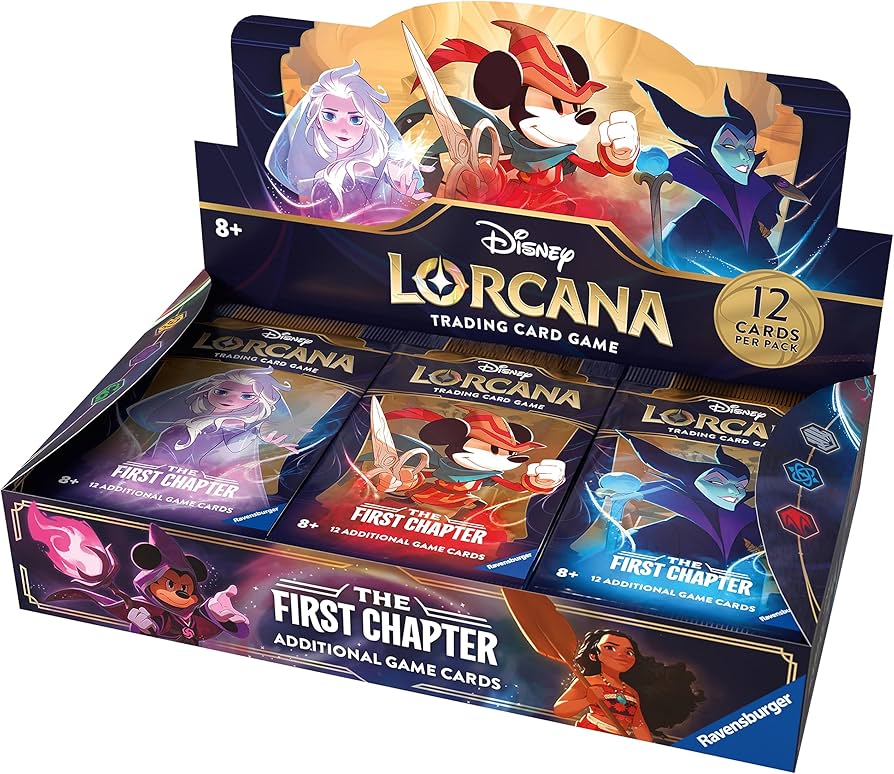 8+
Disney
LORCANA
TRADING CARD GAME
12
CARDS
PER PACK
Disney
LORCANA
TRADING CARD GAME
THE
FIRST CHAPTER
8+
12 ADDITIONAL GAME CARDS
Ravensburger
Disney
LORCANA
TRADING CARD GAME
THE
FIRST CHAPTER
8+
12 ADDITIONAL GAME CARDS
Ravensburger
Disney
TRADING CARD
THE
FIRST CHAPTER
8+
12 ADDITIONAL GAME CARDS
Ravensburger
THE
FIRST CHAPTER
ADDITIONAL GAME CARDS
Ravensburger